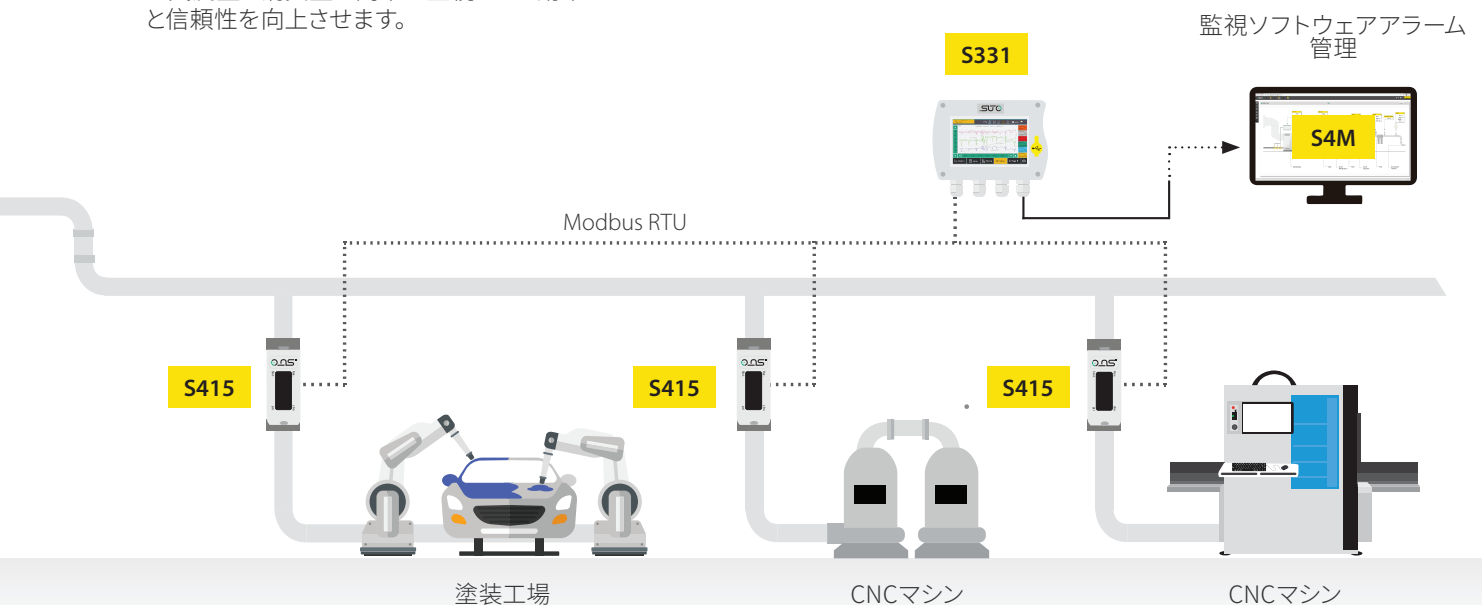 と信頼性を向上させます。
監視ソフトウェアアラーム
管理
S331
SUTO
S4M
Modbus RTU
S415
S415
S415
塗装工場
CNCマシン
CNCマシン